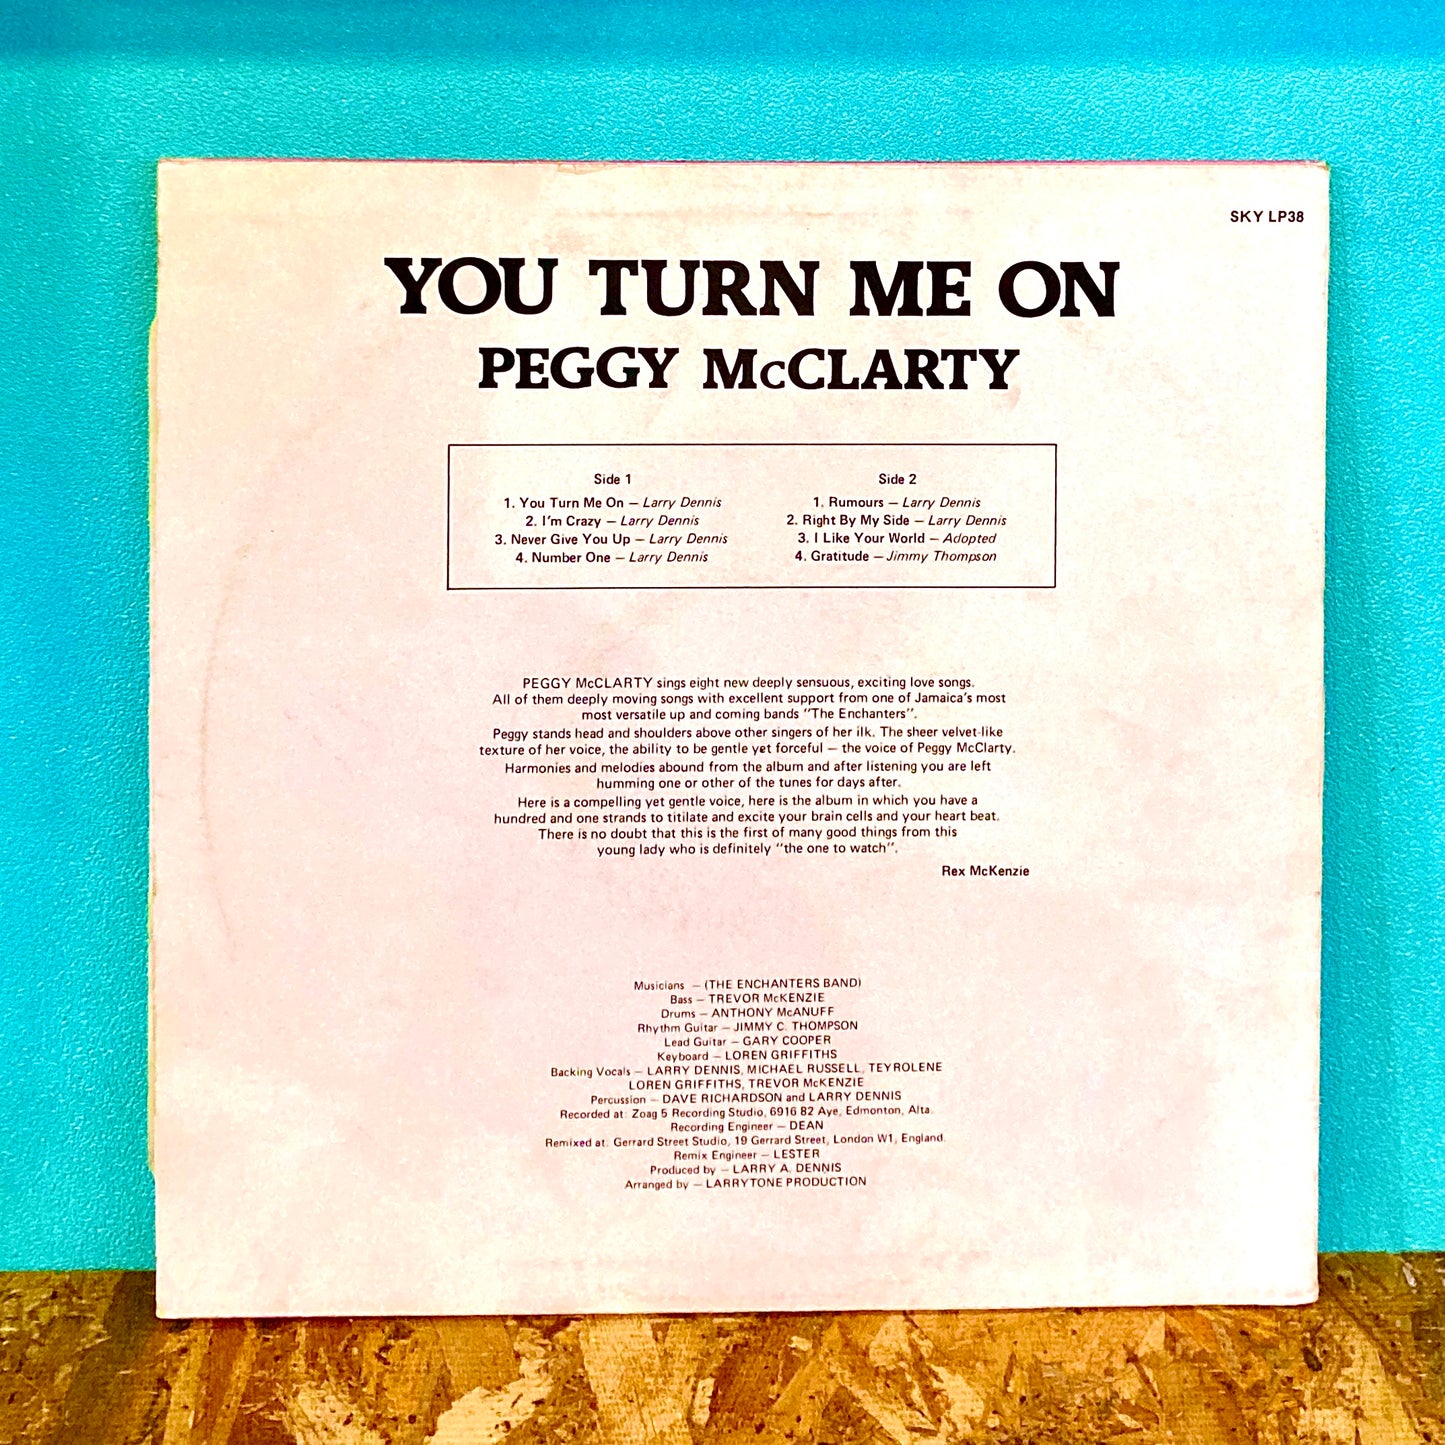 SKY LP38
YOU TURN ME ON
PEGGY McCLARTY
Side 1
1. You Turn Me On – Larry Dennis
2. I'm Crazy – Larry Dennis
3. Never Give You Up – Larry Dennis
4. Number One – Larry Dennis
Side 2
1. Rumours – Larry Dennis
2. Right By My Side – Larry Dennis
3. I Like Your World – Adopted
4. Gratitude – Jimmy Thompson
PEGGY McCLARTY sings eight new deeply sensuous, exciting love songs.
All of them deeply moving songs with excellent support from one of Jamaica's most
most versatile up and coming bands "The Enchanters".
Peggy stands head and shoulders above other singers of her ilk. The sheer velvet-like
texture of her voice, the ability to be gentle yet forceful – the voice of Peggy McClarty.
Harmonies and melodies abound from the album and after listening you are left
humming one or other of the tunes for days after.
Here is a compelling yet gentle voice, here is the album in which you have a
hundred and one strands to titilate and excite your brain cells and your heart beat.
There is no doubt that this is the first of many good things from this
young lady who is definitely "the one to watch".
Rex McKenzie
Musicians – (THE ENCHANTERS BAND)
Bass – TREVOR McKENZIE
Drums – ANTHONY McANUFF
Rhythm Guitar – JIMMY C. THOMPSON
Lead Guitar – GARY COOPER
Keyboard – LOREN GRIFFITHS
Backing Vocals – LARRY DENNIS, MICHAEL RUSSELL, TEYROLENE
LOREN GRIFFITHS, TREVOR McKENZIE
Percussion – DAVE RICHARDSON and LARRY DENNIS
Recorded at: Zoag 5 Recording Studio, 6916 82 Aye, Edmonton, Alta.
Recording Engineer – DEAN
Remixed at: Gerrard Street Studio, 19 Gerrard Street, London W1, England.
Remix Engineer – LESTER
Produced by – LARRY A. DENNIS
Arranged by – LARRYTONE PRODUCTION